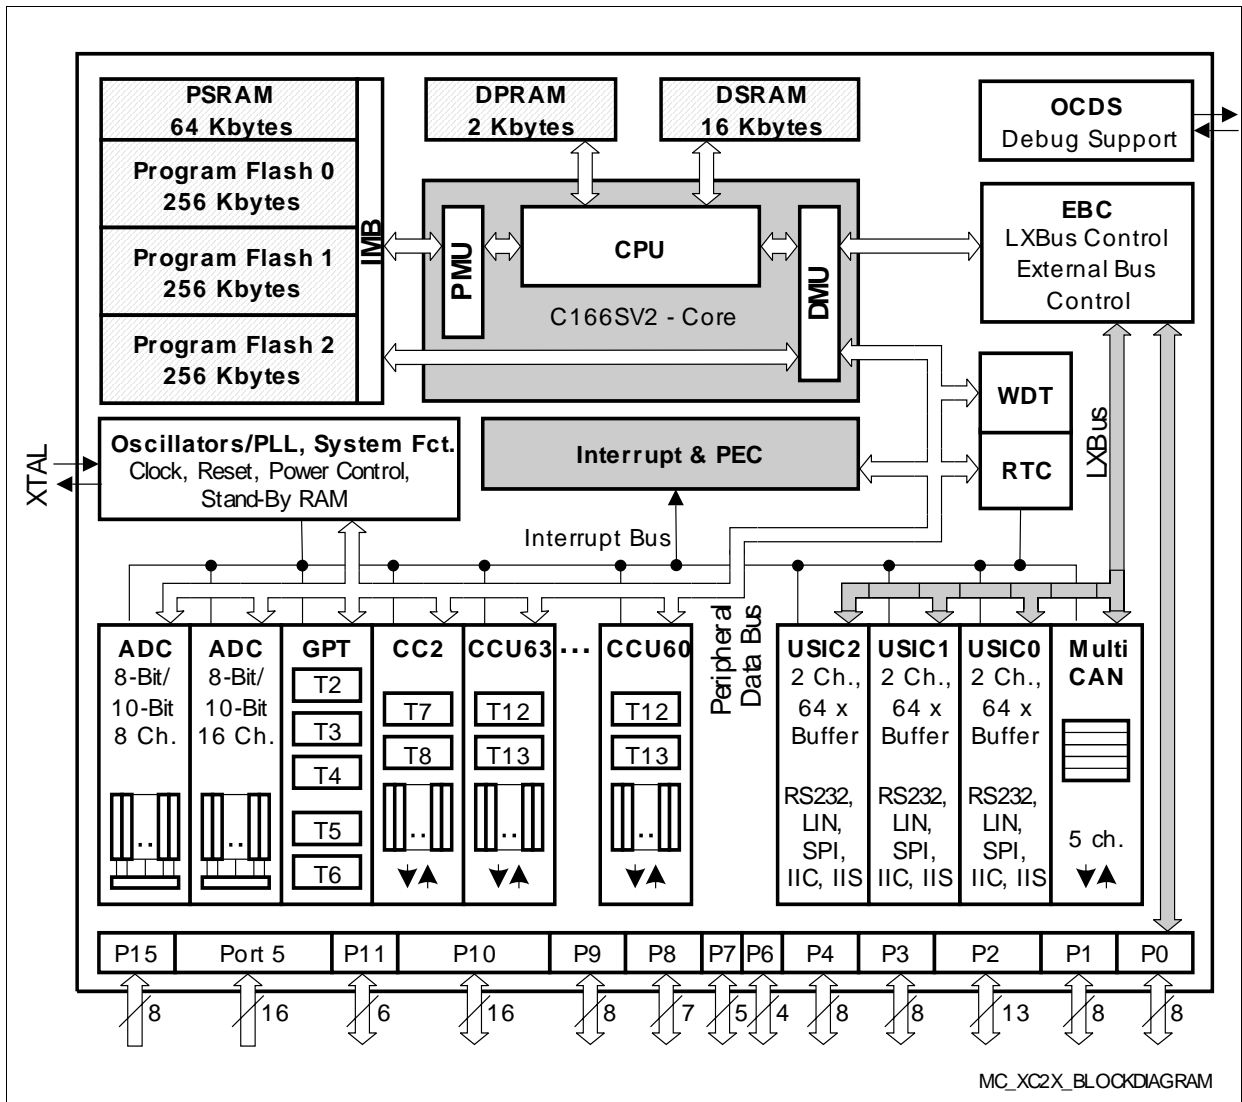 PSRAM
64 Kbytes
Program Flash 0
256 Kbytes
Program Flash 1
256 Kbytes
Program Flash 2
256 Kbytes
IMB
DPRAM
2 Kbytes
DSRAM
16 Kbytes
OCDS
Debug Support
PMU
CPU
DMU
C166SV2 - Core
EBC
LXBus Control
External Bus
Control
WDT
RTC
LXBus
XTAL
Oscillators/PLL, System Fct.
Clock, Reset, Power Control,
Stand-By RAM
Interrupt & PEC
Interrupt Bus
Peripheral
Data Bus
ADC
8-Bit/
10-Bit
8 Ch.
..
ADC
8-Bit/
10-Bit
16 Ch.
..
GPT
T2
T3
T4
T5
T6
CC2
T7
T8
..
CCU63
T12
T13
..
...
CCU60
T12
T13
..
USIC2
2 Ch.,
64 x
Buffer
RS232,
LIN,
SPI,
IIC, IIS
USIC1
2 Ch.,
64 x
Buffer
RS232,
LIN,
SPI,
IIC, IIS
USIC0
2 Ch.,
64 x
Buffer
RS232,
LIN,
SPI,
IIC, IIS
Multi
CAN
5 ch.
P15
Port 5
P11
P10
P9
P8
P7
P6
P4
P3
P2
P1
P0
8
16
6
16
8
7
5
4
8
8
13
8
8
MC_XC2X_BLOCKDIAGRAM